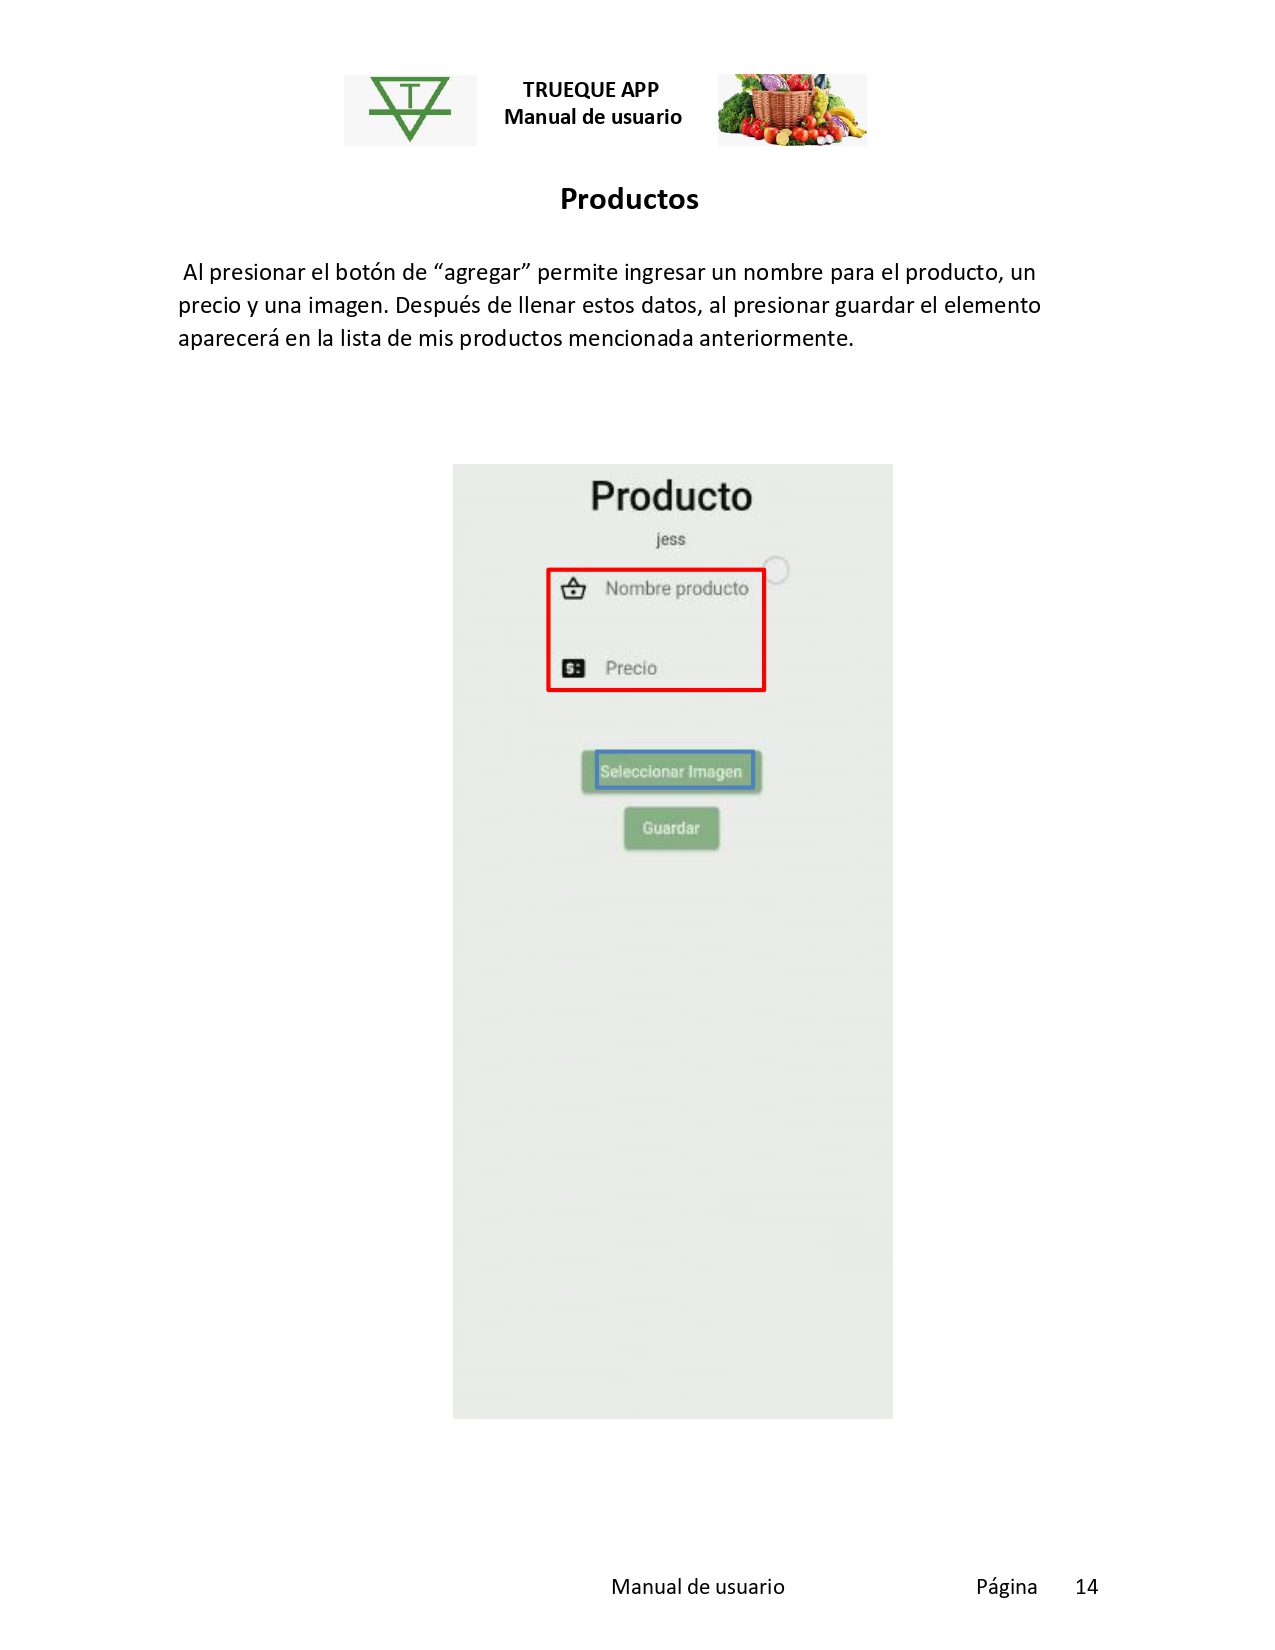 T
TRUEQUE APP
Manual de usuario
Productos
Al presionar el botón de “agregar” permite ingresar un nombre para el producto, un
precio y una imagen. Después de llenar estos datos, al presionar guardar el elemento
aparecerá en la lista de mis productos mencionada anteriormente.
Producto
jess
Nombre producto
Precio
Seleccionar Imagen
Guardar
Manual de usuario Página 14